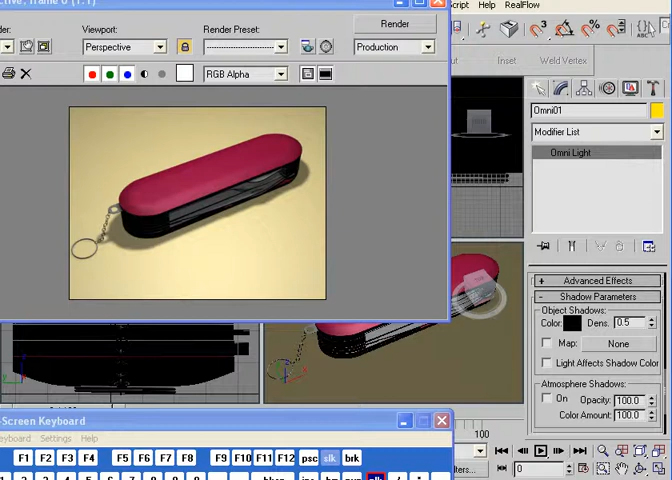 Script Help RealFlow
Viewport: Render Preset: Render
Perspective Production
RGB Alpha
Inset Weld Vertex
Omni01
Modifier List
Omni Light
+ Advanced Effects
- Shadow Parameters
Object Shadows:
Color: Dens. 0.5
Map: None
Light Affects Shadow Color
Atmosphere Shadows:
On Opacity: 100.0
Color Amount: 100.0
-Screen Keyboard
eyboard Settings Help
F1 F2 F3 F4 F5 F6 F7 F8 F9 F10 F11 F12 psc slk brk
100
0